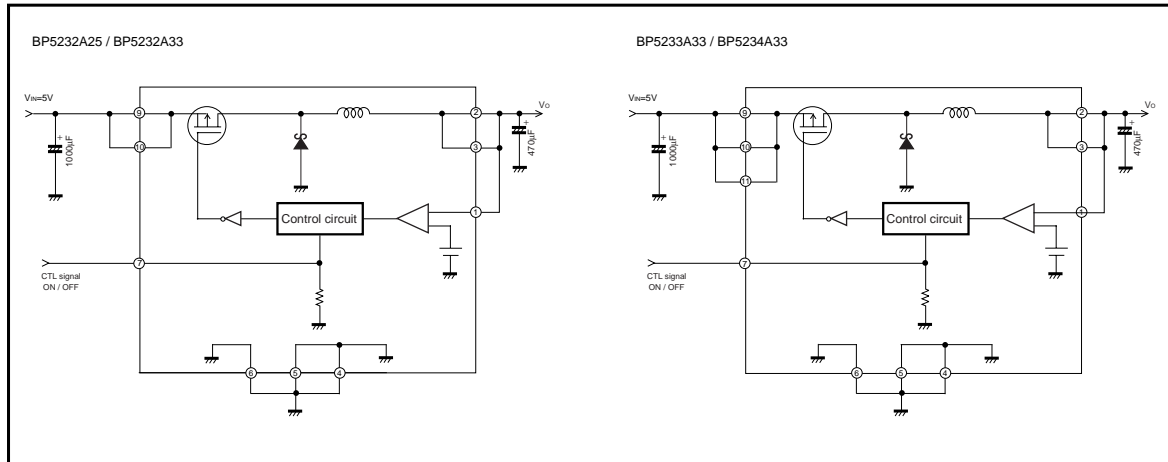 BP5232A25 / BP5232A33
VIN=5V
9
10
1000µF
+
2
3
VO
+
470µF
Control circuit
1
7
CTL signal
ON / OFF
6
5
4
BP5233A33 / BP5234A33
VIN=5V
9
10
11
1000µF
+
2
3
VO
+
470µF
Control circuit
1
7
CTL signal
ON / OFF
6
5
4